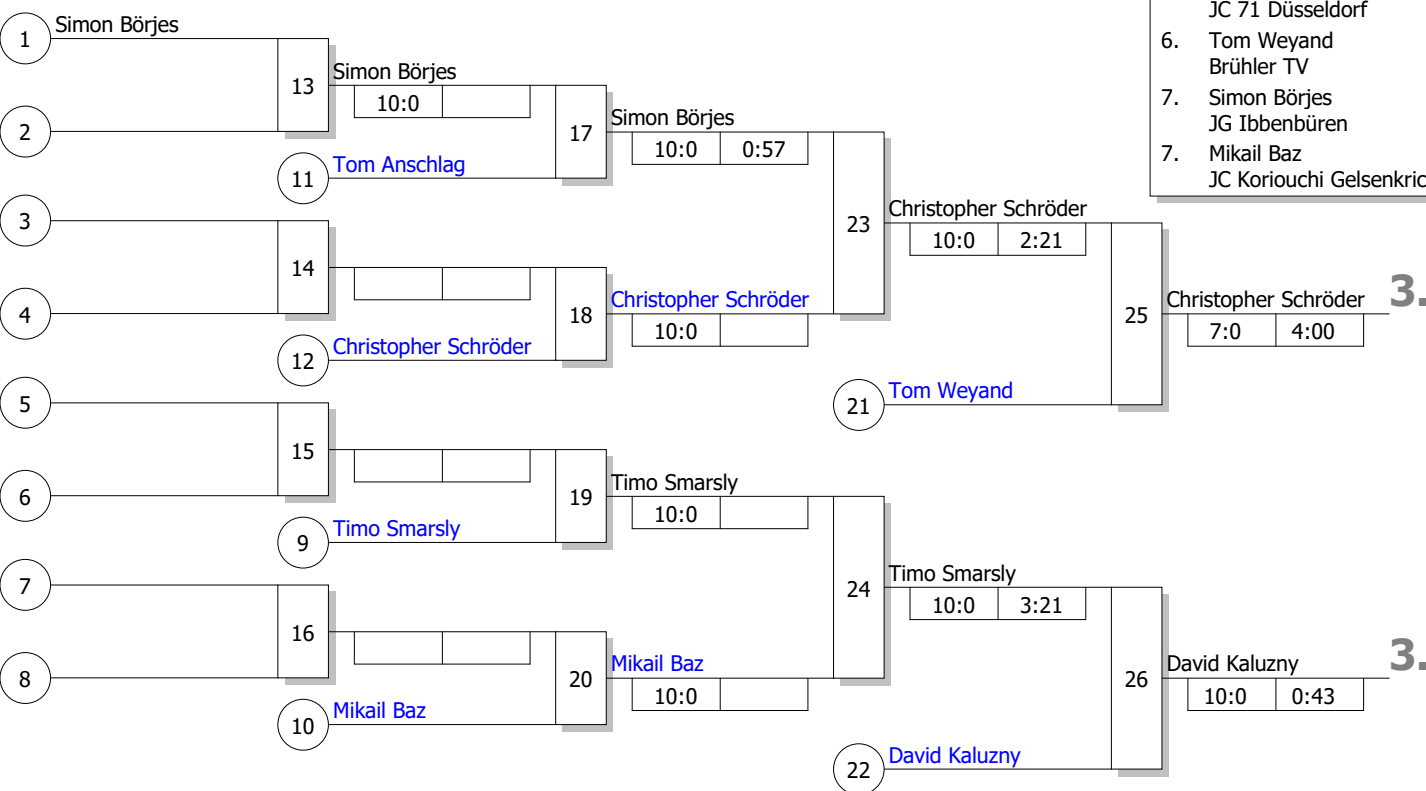 JC 71 Düsseldorf
6. Tom Weyand
Brühler TV
7. Simon Börjes
JG Ibbenbüren
7. Mikail Baz
JC Koriouchi Gelsenkric
1 Simon Börjes
13 Simon Börjes
10:0
2
17 Simon Börjes
10:0 0:57
11 Tom Anschlag
3
23 Christopher Schröder
10:0 2:21
14
4
18 Christopher Schröder
10:0
12 Christopher Schröder
25 Christopher Schröder 3.
7:0 4:00
5
21 Tom Weyand
15
6
19 Timo Smarsly
10:0
9 Timo Smarsly
7
24 Timo Smarsly
10:0 3:21
16
8
20 Mikail Baz
10:0
10 Mikail Baz
26 David Kaluzny 3.
10:0 0:43
22 David Kaluzny